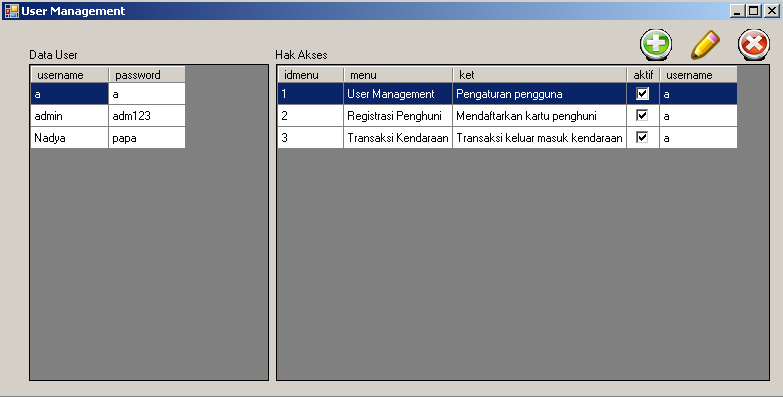 User Management
Data User
Hak Akses
username password
idmenu menu ket aktif username
a a
1 User Management Pengaturan pengguna a
admin adm123
2 Registrasi Penghuni Mendaftarkan kartu penghuni a
Nadya papa
3 Transaksi Kendaraan Transaksi keluar masuk kendaraan a